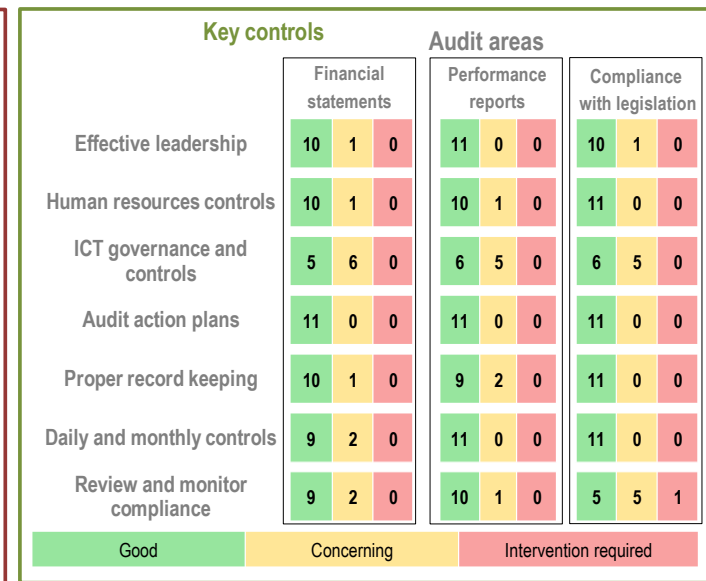 Key controls
Audit areas
Financial statements
Performance reports
Compliance with legislation
Effective leadership 10 1 0 11 0 0 10 1 0
Human resources controls 10 1 0 10 1 0 11 0 0
ICT governance and controls 5 6 0 6 5 0 6 5 0
Audit action plans 11 0 0 11 0 0 11 0 0
Proper record keeping 10 1 0 9 2 0 11 0 0
Daily and monthly controls 9 2 0 11 0 0 11 0 0
Review and monitor compliance 9 2 0 10 1 0 5 5 1
Good Concerning Intervention required